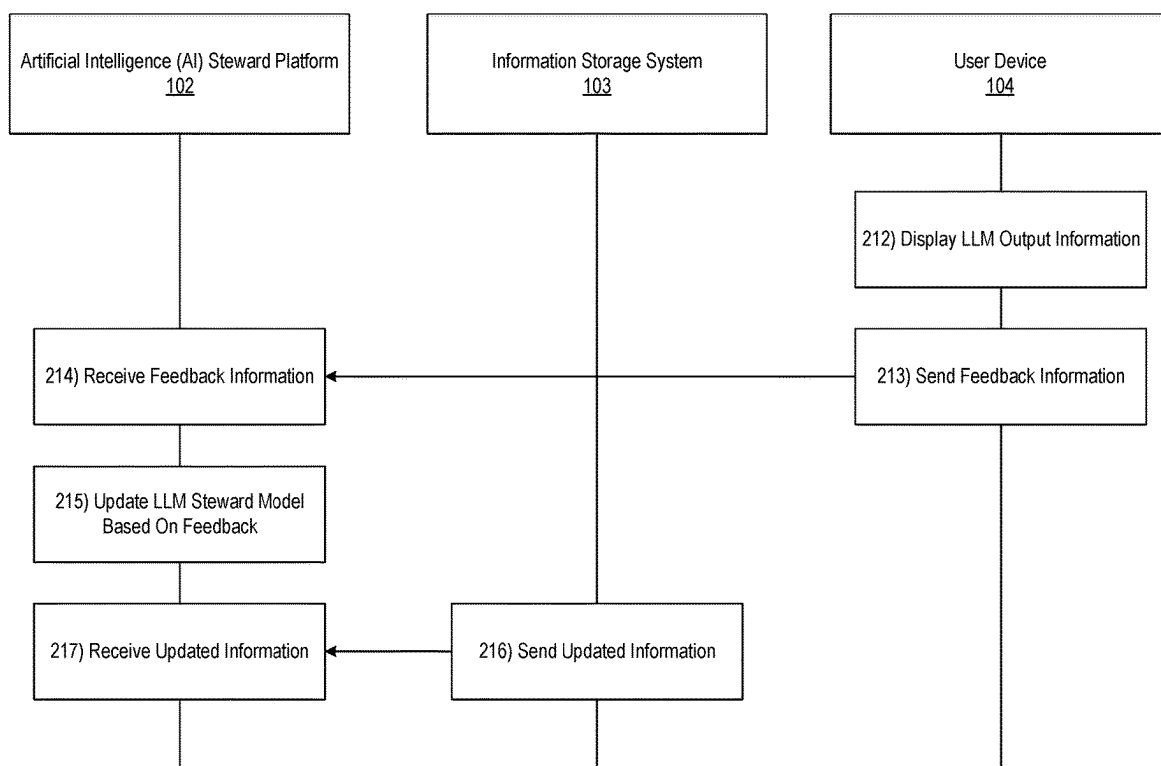 Artificial Intelligence (AI) Steward Platform
102
Information Storage System
103
User Device
104
212) Display LLM Output Information
214) Receive Feedback Information
213) Send Feedback Information
215) Update LLM Steward Model
Based On Feedback
217) Receive Updated Information
216) Send Updated Information